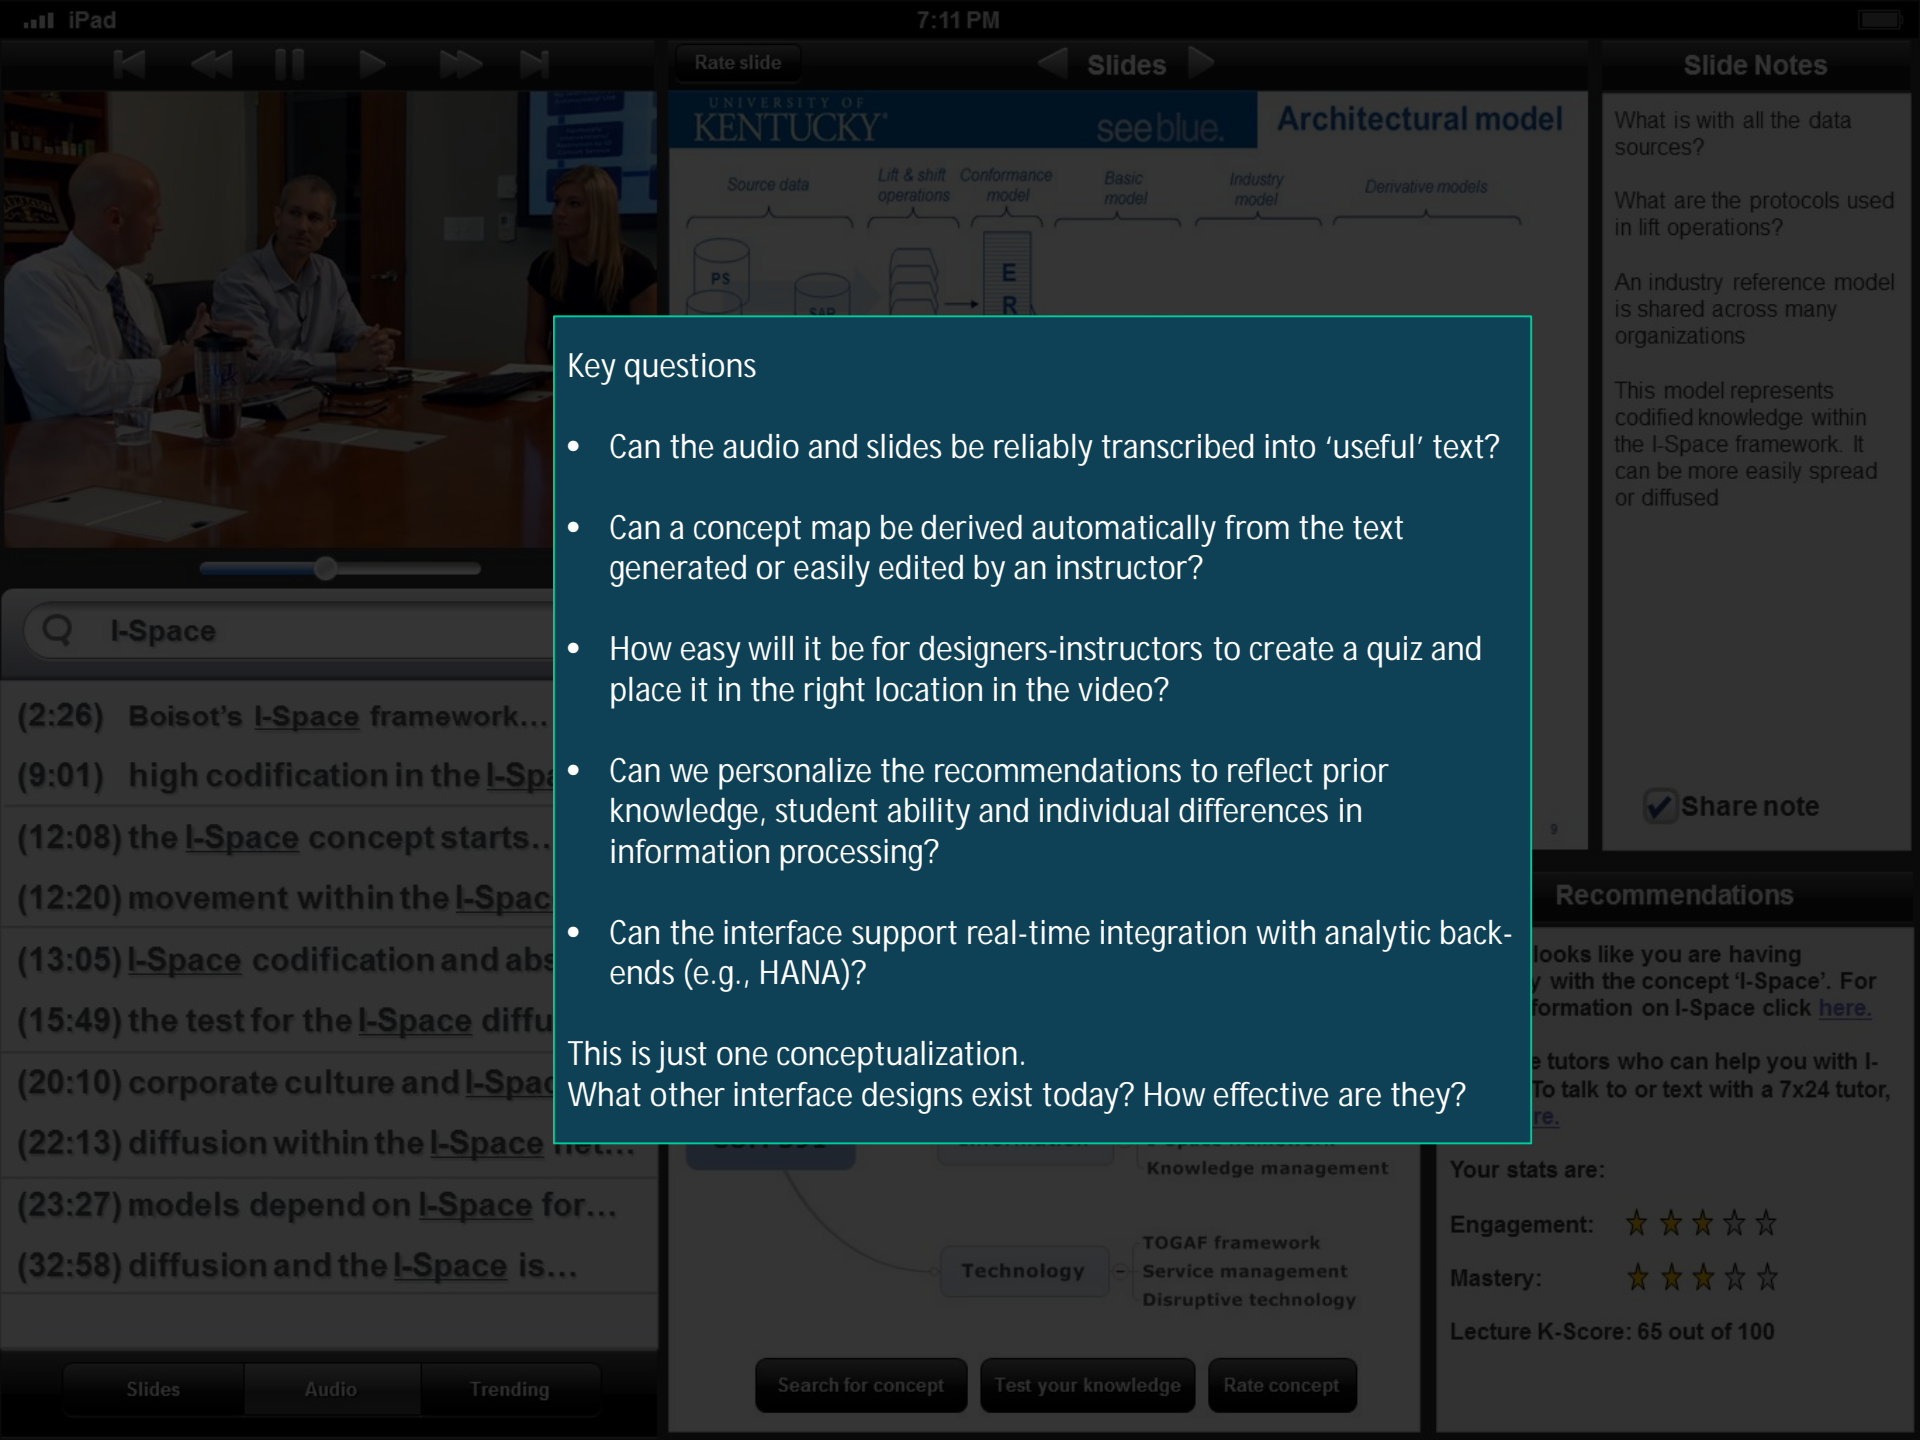 iPad
7:11 PM
Rate slide
Slides
Slide Notes
UNIVERSITY OF
KENTUCKY
seeblue.
Architectural model
Source data
Lift & shift
operations
Conformance
model
Basic
model
Industry
model
Derivative models
PS
SAP
E
R
9
What is with all the data
sources?
What are the protocols used
in lift operations?
An industry reference model
is shared across many
organizations
This model represents
codified knowledge within
the I-Space framework. It
can be more easily spread
or diffused
Share note
I-Space
(2:26) Boisot's I-Space framework...
(9:01) high codification in the
(12:08) the I-Space concept starts..
(12:20) movement within the
(13:05) I-Space codification and
(15:49) the test for the I-Space
(20:10) corporate culture and
(22:13) diffusion within the I-Space
(23:27) models depend on I-Space for...
(32:58) diffusion and the I-Space is...
Slides
Audio
Trending
Key questions
• Can the audio and slides be reliably transcribed into ‘useful’ text?
• Can a concept map be derived automatically from the text
generated or easily edited by an instructor?
• How easy will it be for designers-instructors to create a quiz and
place it in the right location in the video?
• Can we personalize the recommendations to reflect prior
knowledge, student ability and individual differences in
information processing?
• Can the interface support real-time integration with analytic back-
ends (e.g., HANA)?
This is just one conceptualization.
What other interface designs exist today? How effective are they?
Knowledge management
Technology
TOGAF framework
Service management
Disruptive technology
Search for concept
Test your knowledge
Rate concept
Recommendations
looks like you are having
with the concept ‘I-Space’. For
on I-Space click here.
tutors who can help you with I-
To talk to or text with a 7x24 tutor,
Your stats are:
Engagement:
Mastery:
Lecture K-Score: 65 out of 100